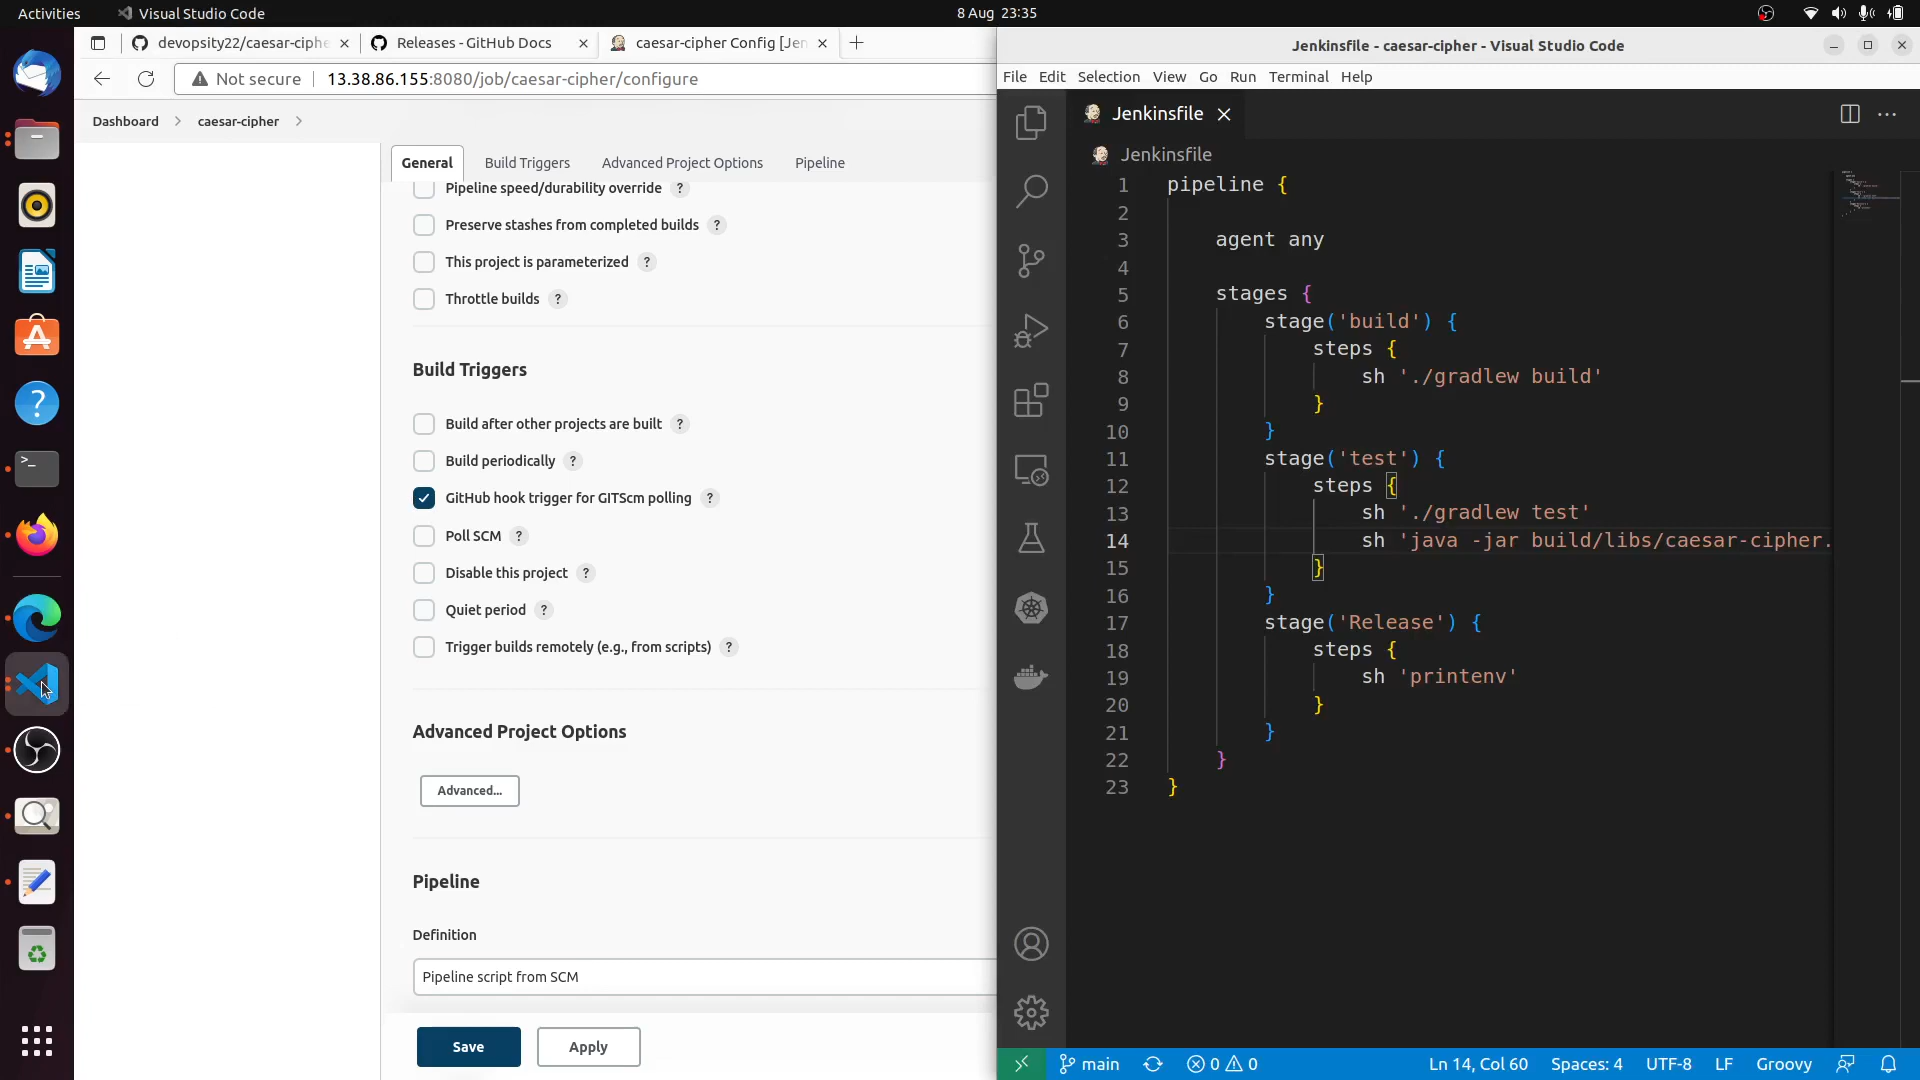 Activities
Visual Studio Code
8 Aug 23:35
devopsity22/caesar-ciphe
Releases - GitHub Docs
caesar-cipher Config [Jen
Not secure
13.38.86.155:8080/job/caesar-cipher/configure
Dashboard
caesar-cipher
General
Build Triggers
Advanced Project Options
Pipeline
Pipeline speed/durability override ?
Preserve stashes from completed builds ?
This project is parameterized ?
Throttle builds ?
Build Triggers
Build after other projects are built ?
Build periodically ?
GitHub hook trigger for GITScm polling ?
Poll SCM ?
Disable this project ?
Quiet period ?
Trigger builds remotely (e.g., from scripts) ?
Advanced Project Options
Advanced...
Pipeline
Definition
Pipeline script from SCM
Save
Apply
Jenkinsfile - caesar-cipher - Visual Studio Code
File Edit Selection View Go Run Terminal Help
Jenkinsfile
Jenkinsfile
1 pipeline {
2
3 agent any
4
5 stages {
6 stage('build') {
7 steps {
8 sh './gradlew build'
9 }
10 }
11 stage('test') {
12 steps {
13 sh './gradlew test'
14 sh 'java -jar build/libs/caesar-cipher.
15 }
16 }
17 stage('Release') {
18 steps {
19 sh 'printenv'
20 }
21 }
22 }
23 }
main
0
0
Ln 14, Col 60
Spaces: 4
UTF-8
LF
Groovy